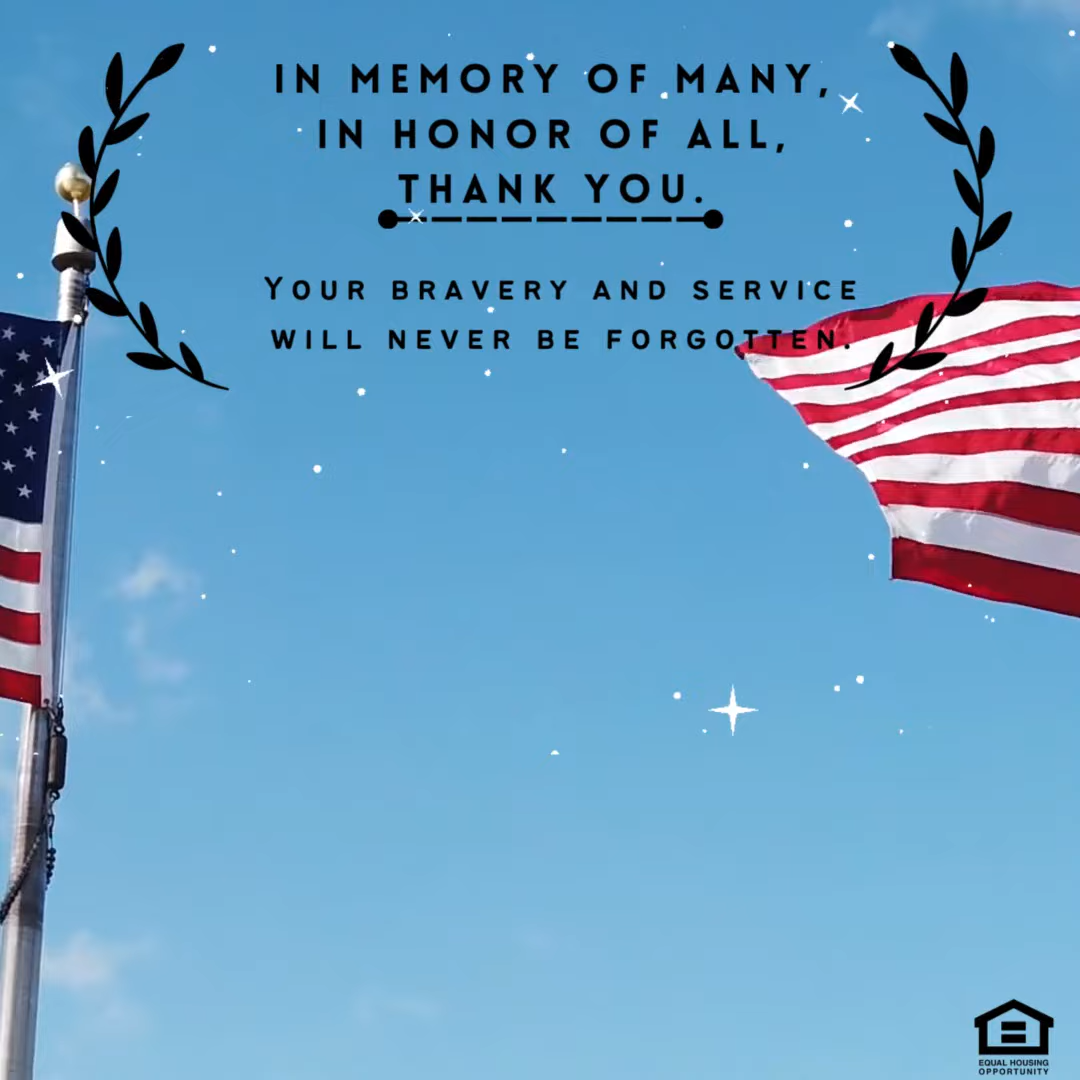 IN MEMORY OF MANY,
IN HONOR OF ALL,
THANK YOU.
YOUR BRAVERY AND SERVICE
WILL NEVER BE FORGOTTEN.
EQUAL HOUSING
OPPORTUNITY